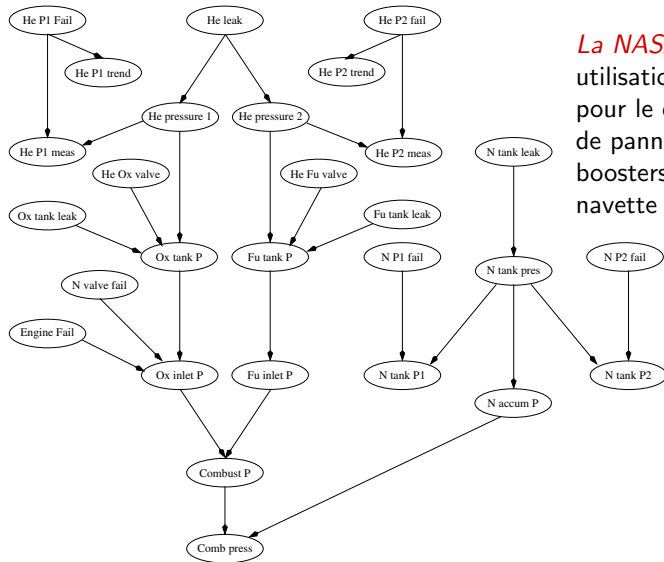 He P1 Fail
He leak
He P2 fail
He P1 trend
He P2 trend
He pressure 1
He pressure 2
He P1 meas
He P2 meas
N tank leak
He Ox valve
He Fu valve
Ox tank leak
Fu tank leak
Ox tank P
Fu tank P
N P1 fail
N tank pres
N P2 fail
N valve fail
Engine Fail
Ox inlet P
Fu inlet P
N tank P1
N tank P2
N accum P
Combust P
Comb press
La NAS
utilisation
pour le
de pann
boosters
navette